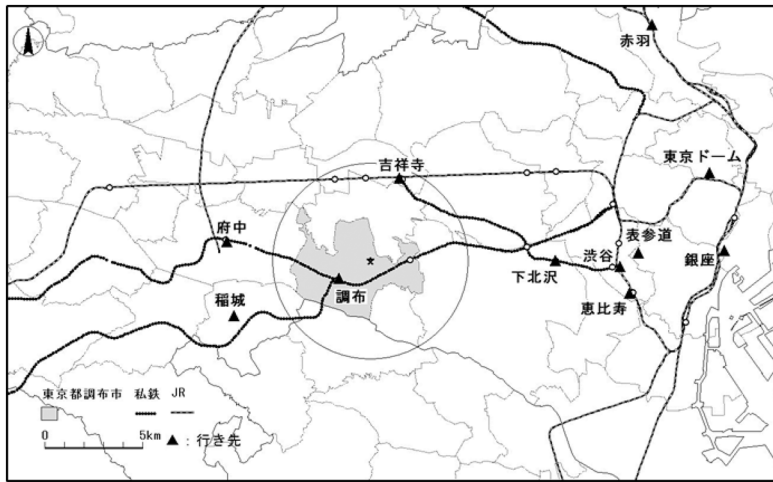 赤羽
東京ドーム
吉祥寺
府中
表参道
渋谷
銀座
下北沢
調布
恵比寿
稲城
東京都調布市 私鉄 JR
0 5km
▲:行き先